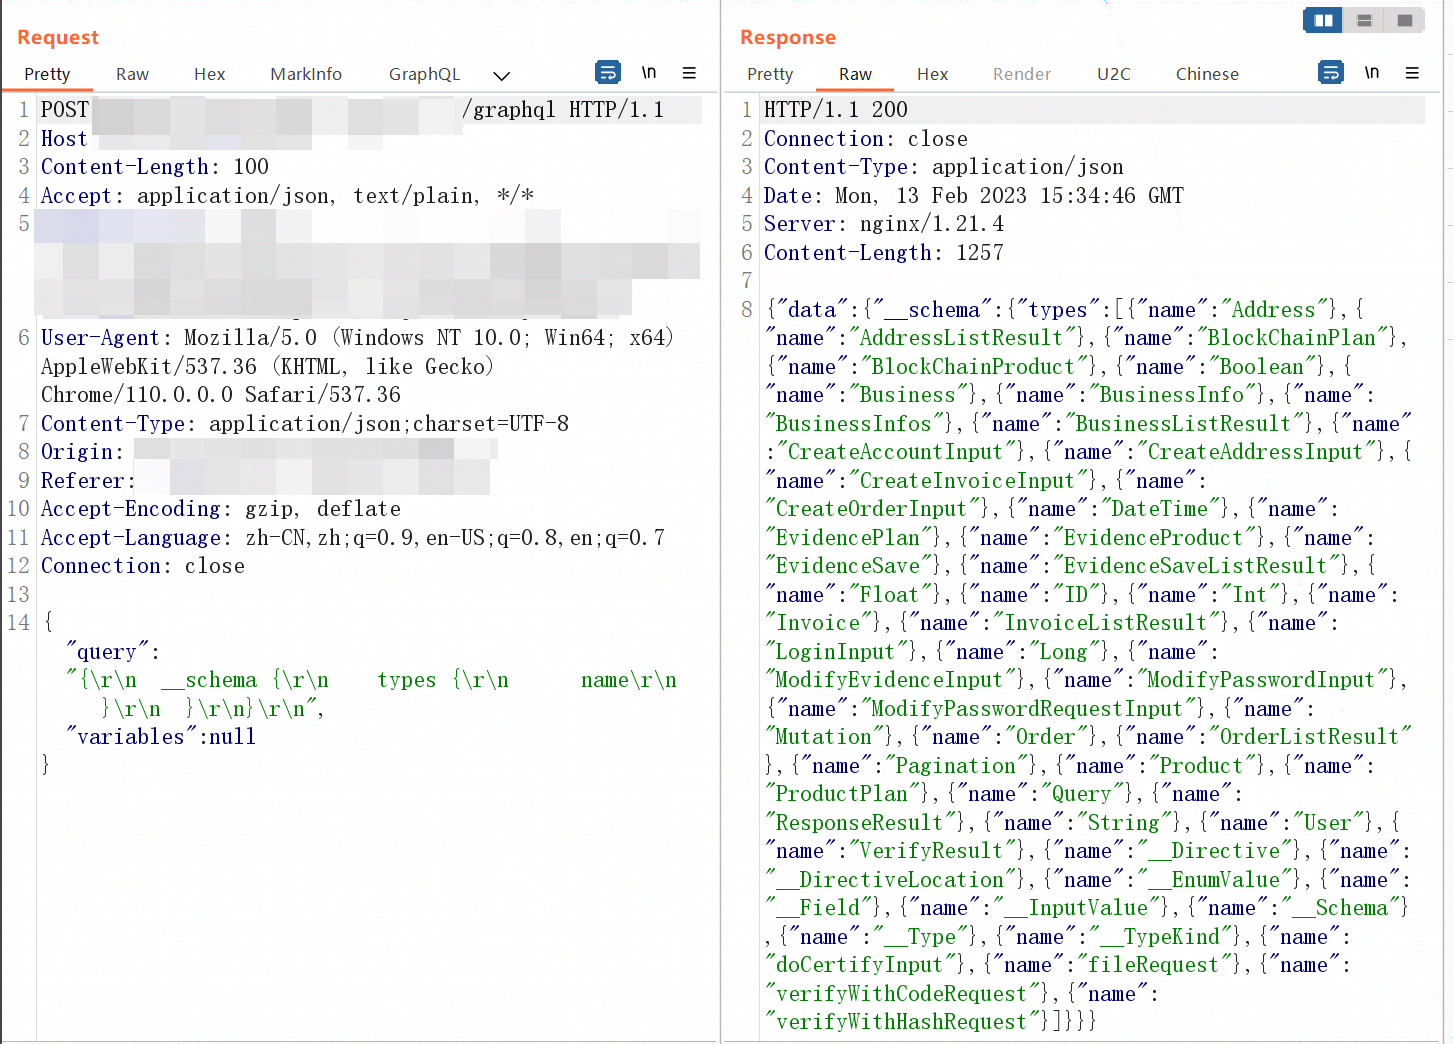 Request
Pretty Raw Hex MarkInfo GraphQL \n
1 POST /graphql HTTP/1.1
2 Host
3 Content-Length: 100
4 Accept: application/json, text/plain, */*
5
6 User-Agent: Mozilla/5.0 (Windows NT 10.0; Win64; x64)
AppleWebKit/537.36 (KHTML, like Gecko)
Chrome/110.0.0.0 Safari/537.36
7 Content-Type: application/json;charset=UTF-8
8 Origin:
9 Referer:
10 Accept-Encoding: gzip, deflate
11 Accept-Language: zh-CN,zh;q=0.9,en-US;q=0.8,en;q=0.7
12 Connection: close
13
14 {
"query":
"{\r\n  __schema {\r\n    types {\r\n      name\r\n
}\r\n  }\r\n}\r\n",
"variables":null
}
Response
Pretty Raw Hex Render U2C Chinese \n
1 HTTP/1.1 200
2 Connection: close
3 Content-Type: application/json
4 Date: Mon, 13 Feb 2023 15:34:46 GMT
5 Server: nginx/1.21.4
6 Content-Length: 1257
7
8 {"data":{"__schema":{"types":[{"name":"Address"},{
"name":"AddressListResult"},{"name":"BlockChainPlan"},
{"name":"BlockChainProduct"},{"name":"Boolean"},{
"name":"Business"},{"name":"BusinessInfo"},{"name":
"BusinessInfos"},{"name":"BusinessListResult"},{"name"
:"CreateAccountInput"},{"name":"CreateAddressInput"},{
"name":"CreateInvoiceInput"},{"name":
"CreateOrderInput"},{"name":"DateTime"},{"name":
"EvidencePlan"},{"name":"EvidenceProduct"},{"name":
"EvidenceSave"},{"name":"EvidenceSaveListResult"},{
"name":"Float"},{"name":"ID"},{"name":"Int"},{"name":
"Invoice"},{"name":"InvoiceListResult"},{"name":
"LoginInput"},{"name":"Long"},{"name":
"ModifyEvidenceInput"},{"name":"ModifyPasswordInput"},
{"name":"ModifyPasswordRequestInput"},{"name":
"Mutation"},{"name":"Order"},{"name":"OrderListResult"
},{"name":"Pagination"},{"name":"Product"},{"name":
"ProductPlan"},{"name":"Query"},{"name":
"ResponseResult"},{"name":"String"},{"name":"User"},{
"name":"VerifyResult"},{"name":"__Directive"},{"name":
"__DirectiveLocation"},{"name":"__EnumValue"},{"name":
"__Field"},{"name":"__InputValue"},{"name":"__Schema"}
,{"name":"__Type"},{"name":"__TypeKind"},{"name":
"doCertifyInput"},{"name":"fileRequest"},{"name":
"verifyWithCodeRequest"},{"name":
"verifyWithHashRequest"}]}}}